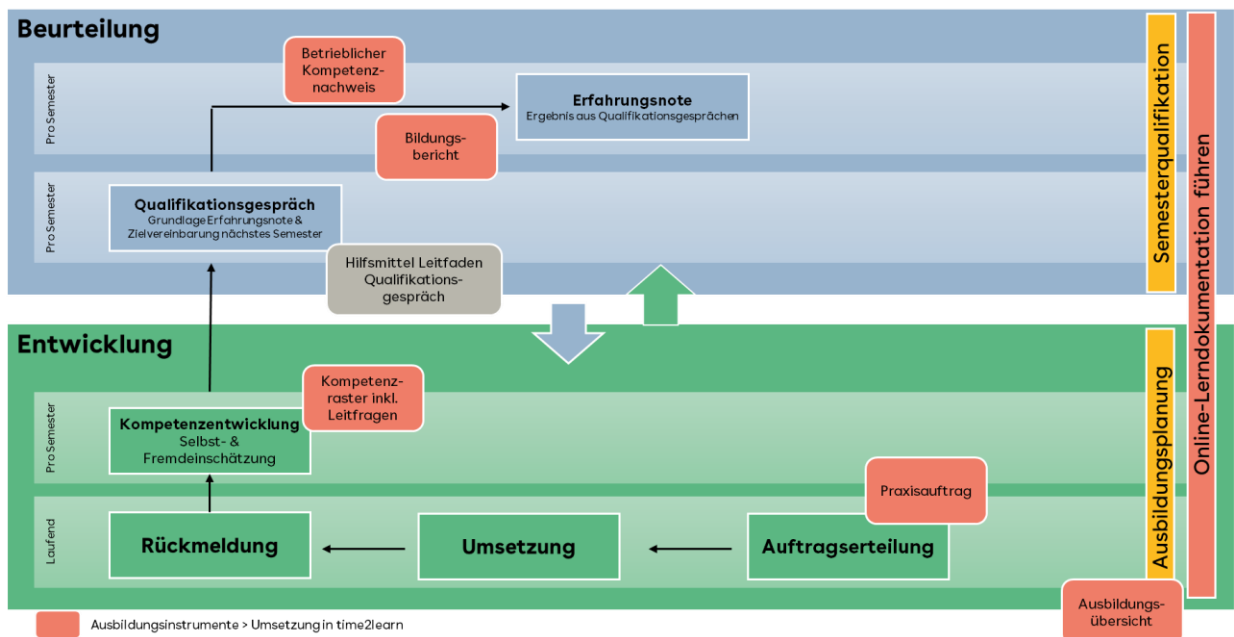 Beurteilung
Pro Semester
Betrieblicher
Kompetenz-
nachweis
Erfahrungsnote
Ergebnis aus Qualifikationsgesprächen
Bildungs-
bericht
Pro Semester
Qualifikationsgespräch
Grundlage Erfahrungsnote &
Zielvereinbarung nächstes Semester
Hilfsmittel Leitfaden
Qualifikations-
gespräch
Semesterqualifikation
Online-Lerndokumentation führen
Entwicklung
Pro Semester
Kompetenz-
raster inkl.
Leitfragen
Kompetenzentwicklung
Selbst- &
Fremdeinschätzung
Laufend
Praxisauftrag
Rückmeldung
Umsetzung
Auftragserteilung
Ausbildungsplanung
Ausbildungs-
übersicht
Ausbildungsinstrumente > Umsetzung in time2learn